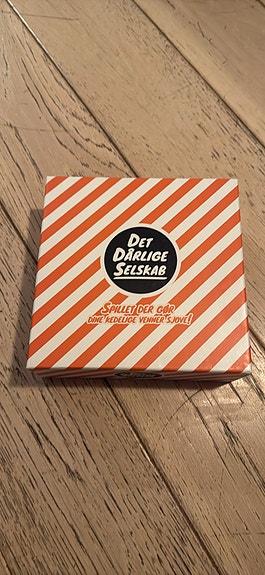 DET
DÅRLIGE
SELSKAB
SPILLET DER GØR
DINE KEDELIGE VENNER SJOVE!